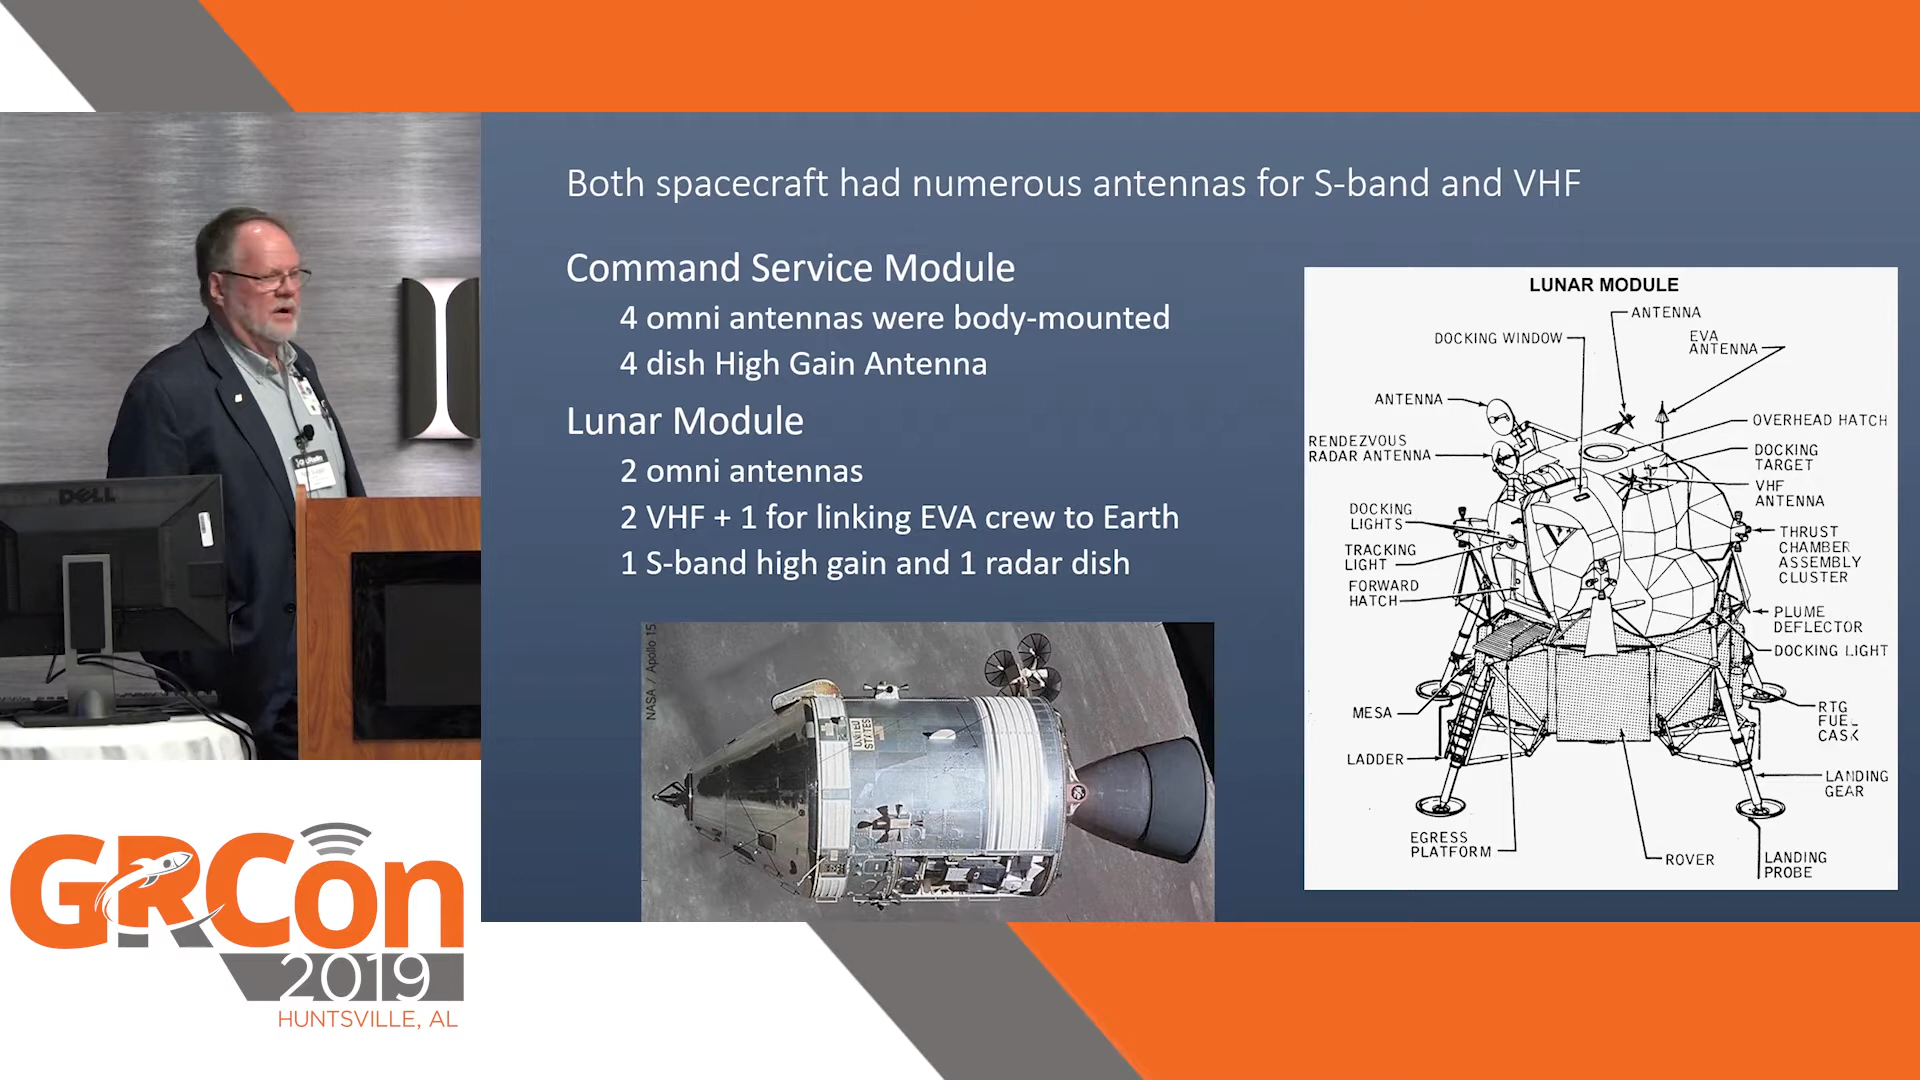 Both spacecraft had numerous antennas for S-band and VHF
Command Service Module
4 omni antennas were body-mounted
4 dish High Gain Antenna
Lunar Module
2 omni antennas
2 VHF + 1 for linking EVA crew to Earth
1 S-band high gain and 1 radar dish
NASA / Apollo 15
UNITED
STATES
LUNAR MODULE
ANTENNA
EVA
ANTENNA
DOCKING WINDOW
ANTENNA
RENDEZVOUS
RADAR ANTENNA
OVERHEAD HATCH
DOCKING
TARGET
VHF
ANTENNA
DOCKING
LIGHTS
TRACKING
LIGHT
FORWARD
HATCH
THRUST
CHAMBER
ASSEMBLY
CLUSTER
PLUME
DEFLECTOR
DOCKING LIGHT
MESA
RTG
FUEL
CASK
LADDER
LANDING
GEAR
EGRESS
PLATFORM
ROVER
LANDING
PROBE
DELL
GRCon
2019
HUNTSVILLE, AL